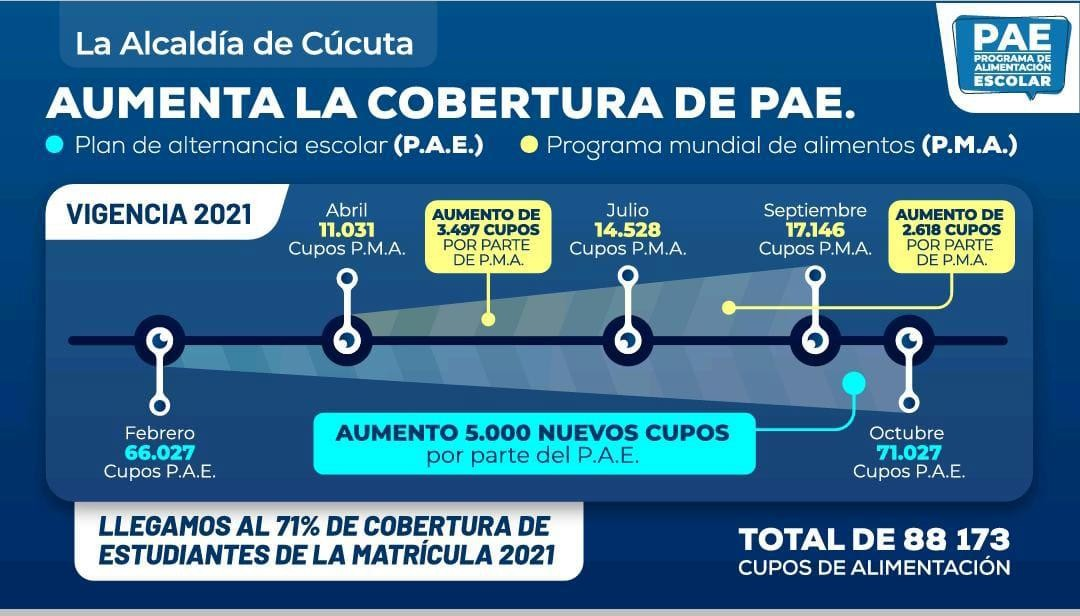 La Alcaldía de Cúcuta
PAE
PROGRAMA DE
ALIMENTACIÓN
ESCOLAR
AUMENTA LA COBERTURA DE PAE.
Plan de alternancia escolar (P.A.E.)
Programa mundial de alimentos (P.M.A.)
VIGENCIA 2021
Abril
11.031
Cupos P.M.A.
AUMENTO DE
3.497 CUPOS
POR PARTE
DE P.M.A.
Julio
14.528
Cupos P.M.A.
Septiembre
17.146
Cupos P.M.A.
AUMENTO DE
2.618 CUPOS
POR PARTE
DE P.M.A.
Febrero
66.027
Cupos P.A.E.
AUMENTO 5.000 NUEVOS CUPOS
por parte del P.A.E.
Octubre
71.027
Cupos P.A.E.
LLEGAMOS AL 71% DE COBERTURA DE
ESTUDIANTES DE LA MATRÍCULA 2021
TOTAL DE 88 173
CUPOS DE ALIMENTACIÓN